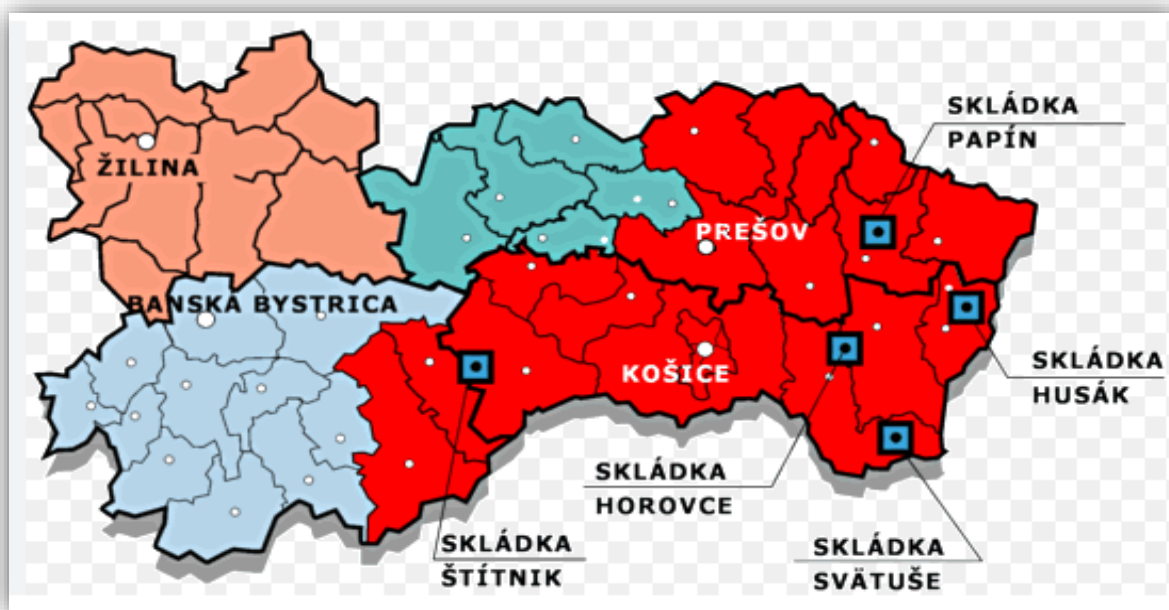 SKLÁDKA
PAPÍN
ŽILINA
PREŠOV
BANSKÁ BYSTRICA
SKLÁDKA
HUSÁK
KOŠICE
SKLÁDKA
HOROVCE
SKLÁDKA
ŠTÍTNIK
SKLÁDKA
SVÄTUŠE